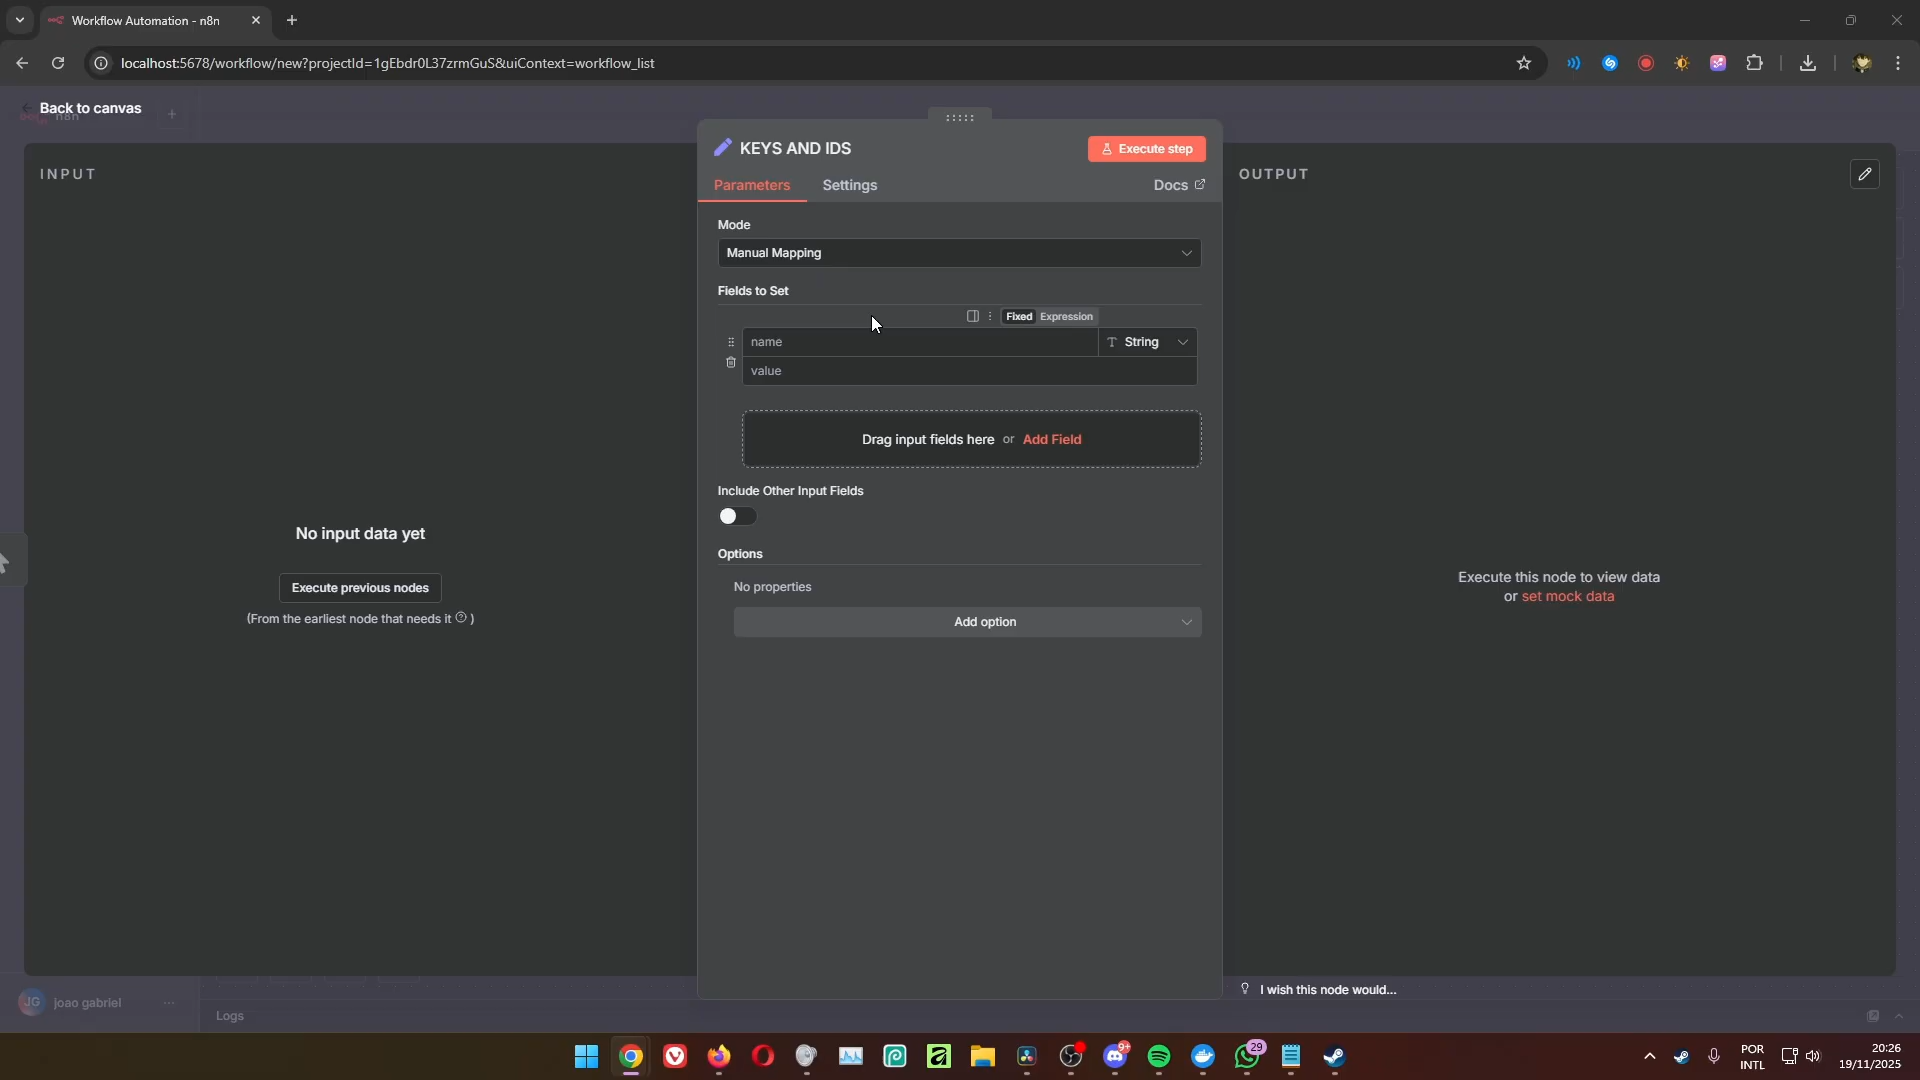 Workflow Automation - n8n
localhost:5678/workflow/new?projectId=1gEbdr0L37zrmGuS&uiContext=workflow_list
Back to canvas
n8n
KEYS AND IDS
Execute step
INPUT
Parameters
Settings
Docs
OUTPUT
Mode
Manual Mapping
Fields to Set
Fixed
Expression
name
String
value
Drag input fields here or Add Field
Include Other Input Fields
No input data yet
Execute previous nodes
(From the earliest node that needs it ? )
Options
No properties
Add option
Execute this node to view data
or set mock data
I wish this node would...
JG joao gabriel
Logs
9+
29
POR
INTL
20:26
19/11/2025